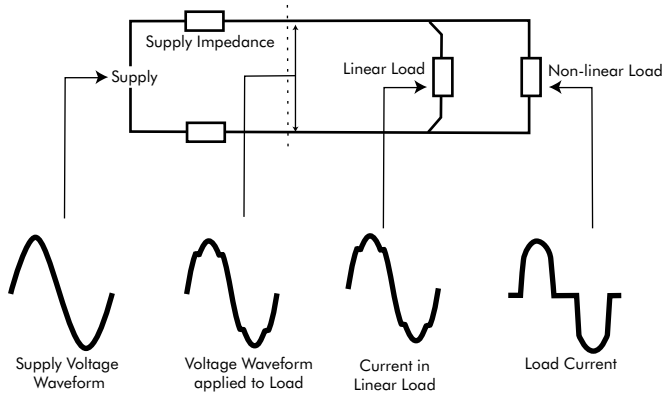 Supply Impedance
Supply
Linear Load
Non-linear Load
Supply Voltage
Waveform
Voltage Waveform
applied to Load
Current in
Linear Load
Load Current